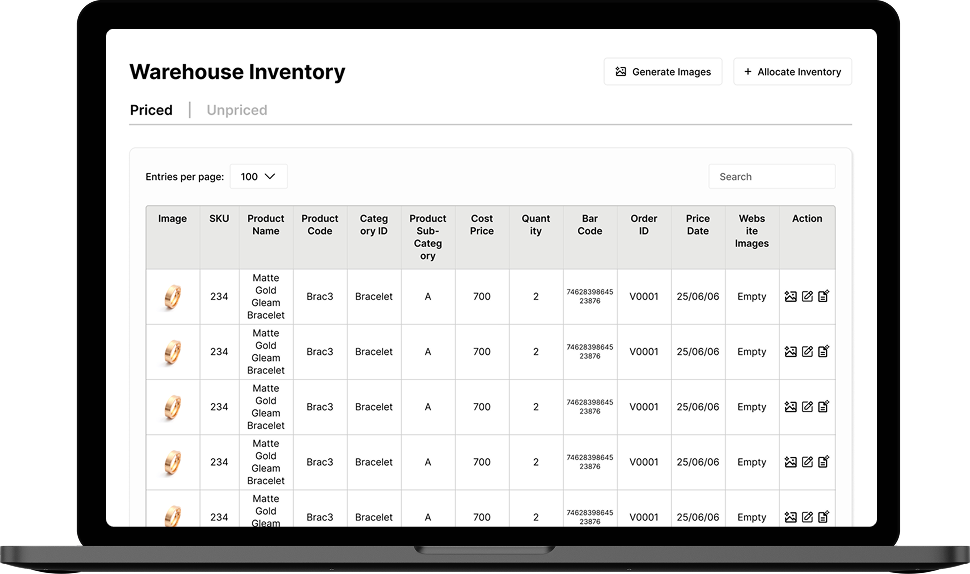 Warehouse Inventory
Generate Images
+ Allocate Inventory
Priced | Unpriced
Entries per page: 100
Search
Image SKU Product Name Product Code Categ ory ID Product Sub- Categ ory Cost Price Quant ity Bar Code Order ID Price Date Webs ite Images Action
234 Matte Gold Gleam Bracelet Brac3 Bracelet A 700 2 74628398645 23876 V0001 25/06/06 Empty
234 Matte Gold Gleam Bracelet Brac3 Bracelet A 700 2 74628398645 23876 V0001 25/06/06 Empty
234 Matte Gold Gleam Bracelet Brac3 Bracelet A 700 2 74628398645 23876 V0001 25/06/06 Empty
234 Matte Gold Gleam Bracelet Brac3 Bracelet A 700 2 74628398645 23876 V0001 25/06/06 Empty
234 Matte Gold Gleam Brac3 Bracelet A 700 2 74628398645 23876 V0001 25/06/06 Empty